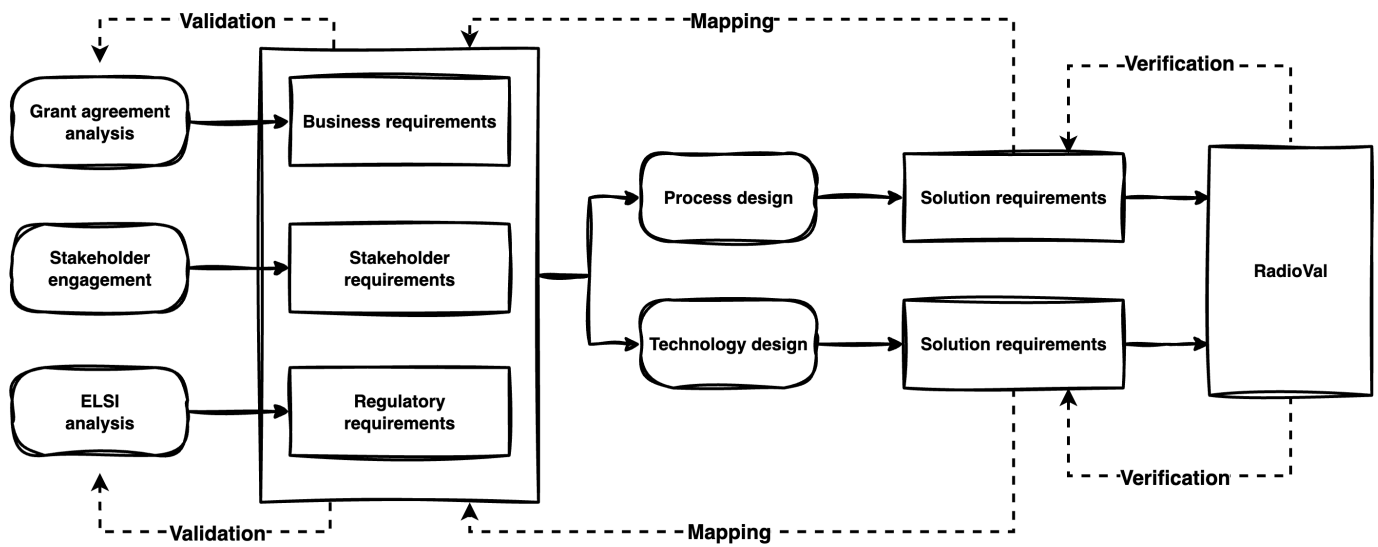 Validation
Mapping
Verification
Grant agreement
analysis
Business requirements
Process design
Solution requirements
Stakeholder
engagement
Stakeholder
requirements
RadioVal
Technology design
Solution requirements
ELSI
analysis
Regulatory
requirements
Verification
Validation
Mapping